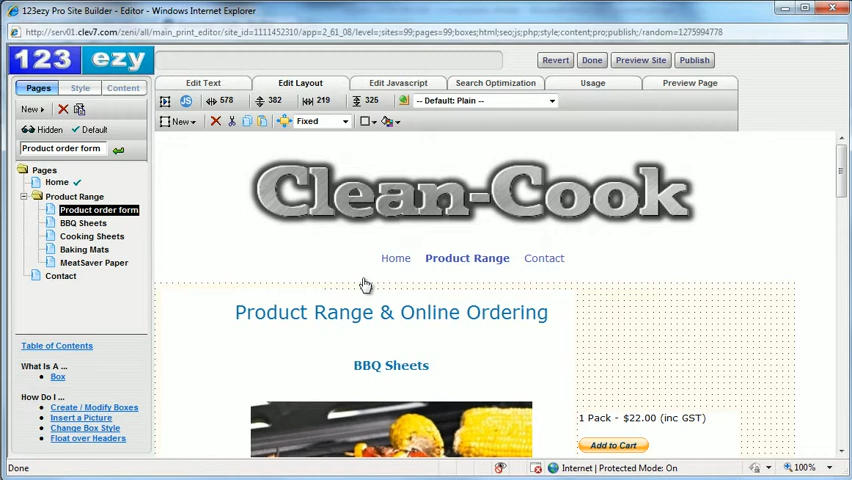 123ezy Pro Site Builder - Editor - Windows Internet Explorer
http://serv01.clev7.com/zeni/all/main_print_editor/site_id=1111452310/app=2_61_08/level=;sites=99;pages=99;boxes;html;seo;js;php;style;content;pro;publish;/random=1275994778
123 ezy
Revert Done Preview Site Publish
Pages Style Content
Edit Text Edit Layout Edit Javascript Search Optimization Usage Preview Page
New
JS 578 382 219 325 -- Default: Plain --
Hidden Default
New Fixed
Product order form
Pages
Home
Product Range
Product order form
BBQ Sheets
Cooking Sheets
Baking Mats
MeatSaver Paper
Contact
Table of Contents
What Is A ...
Box
How Do I ...
Create / Modify Boxes
Insert a Picture
Change Box Style
Float over Headers
Clean-Cook
Home Product Range Contact
Product Range & Online Ordering
BBQ Sheets
1 Pack - $22.00 (inc GST)
Add to Cart
Done
Internet | Protected Mode: On
100%